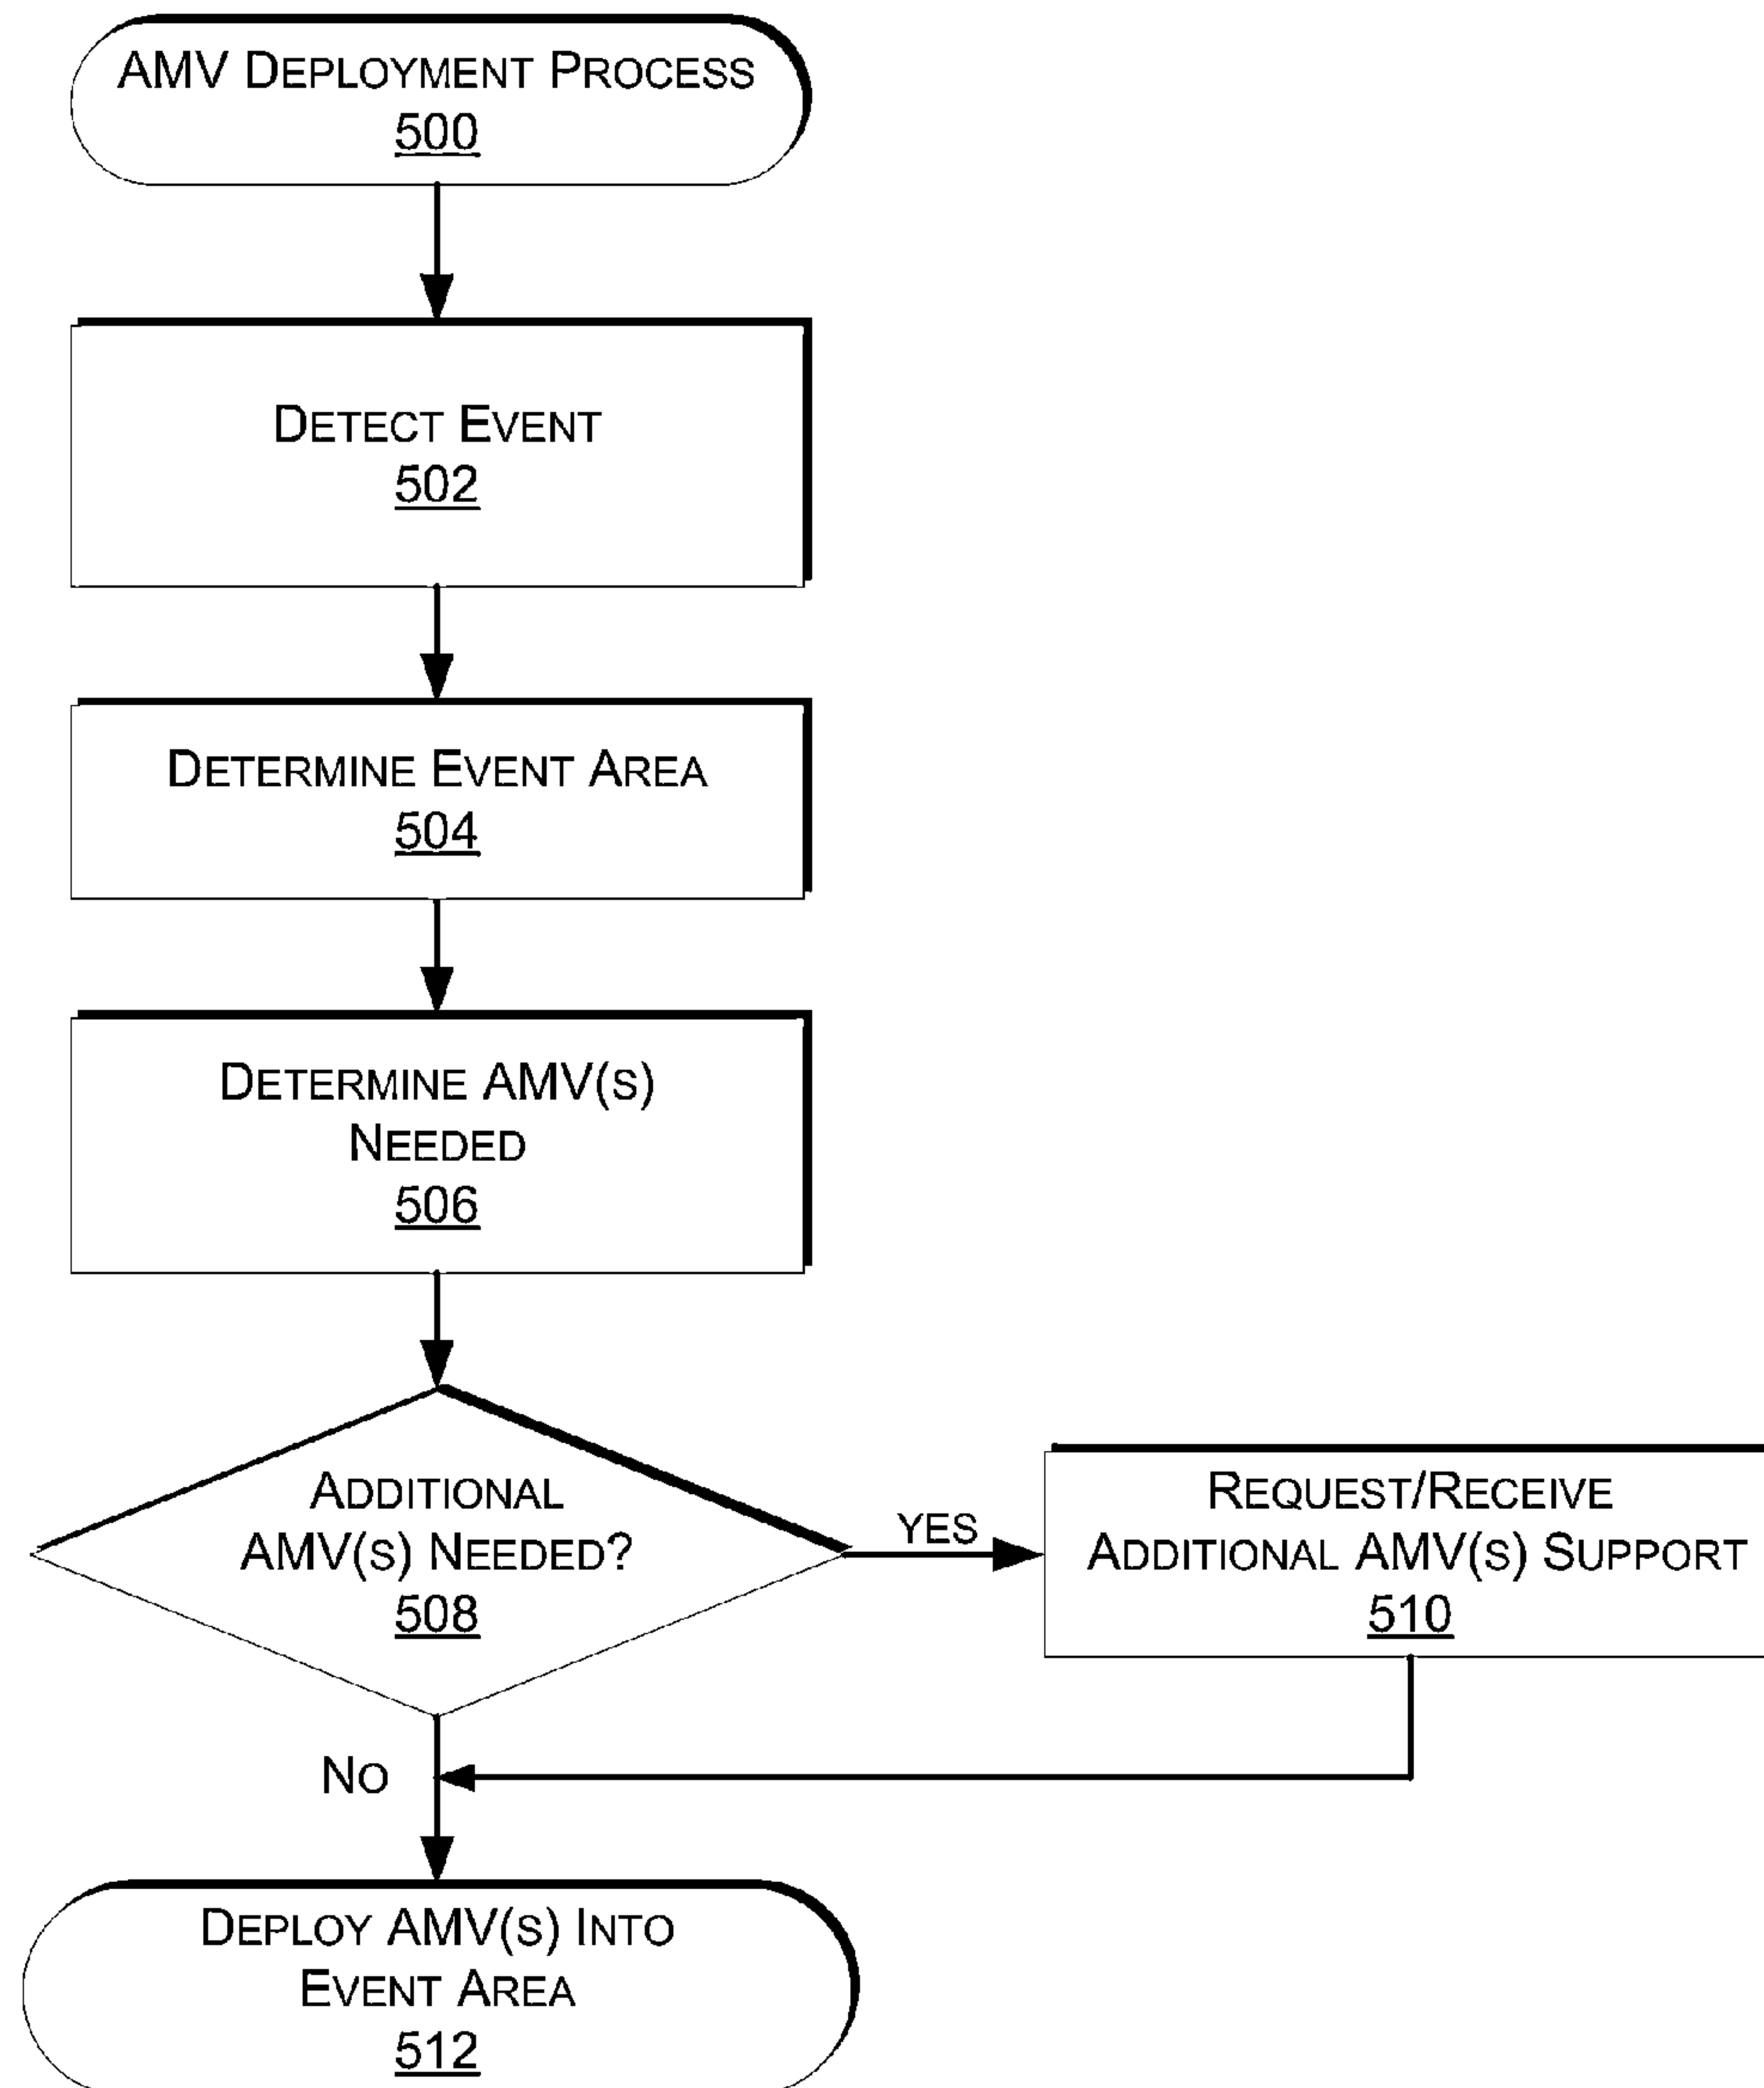 AMV DEPLOYMENT PROCESS
500
DETECT EVENT
502
DETERMINE EVENT AREA
504
DETERMINE AMV(S)
NEEDED
506
ADDITIONAL
AMV(S) NEEDED?
508
YES
REQUEST/RECEIVE
ADDITIONAL AMV(S) SUPPORT
510
NO
DEPLOY AMV(S) INTO
EVENT AREA
512